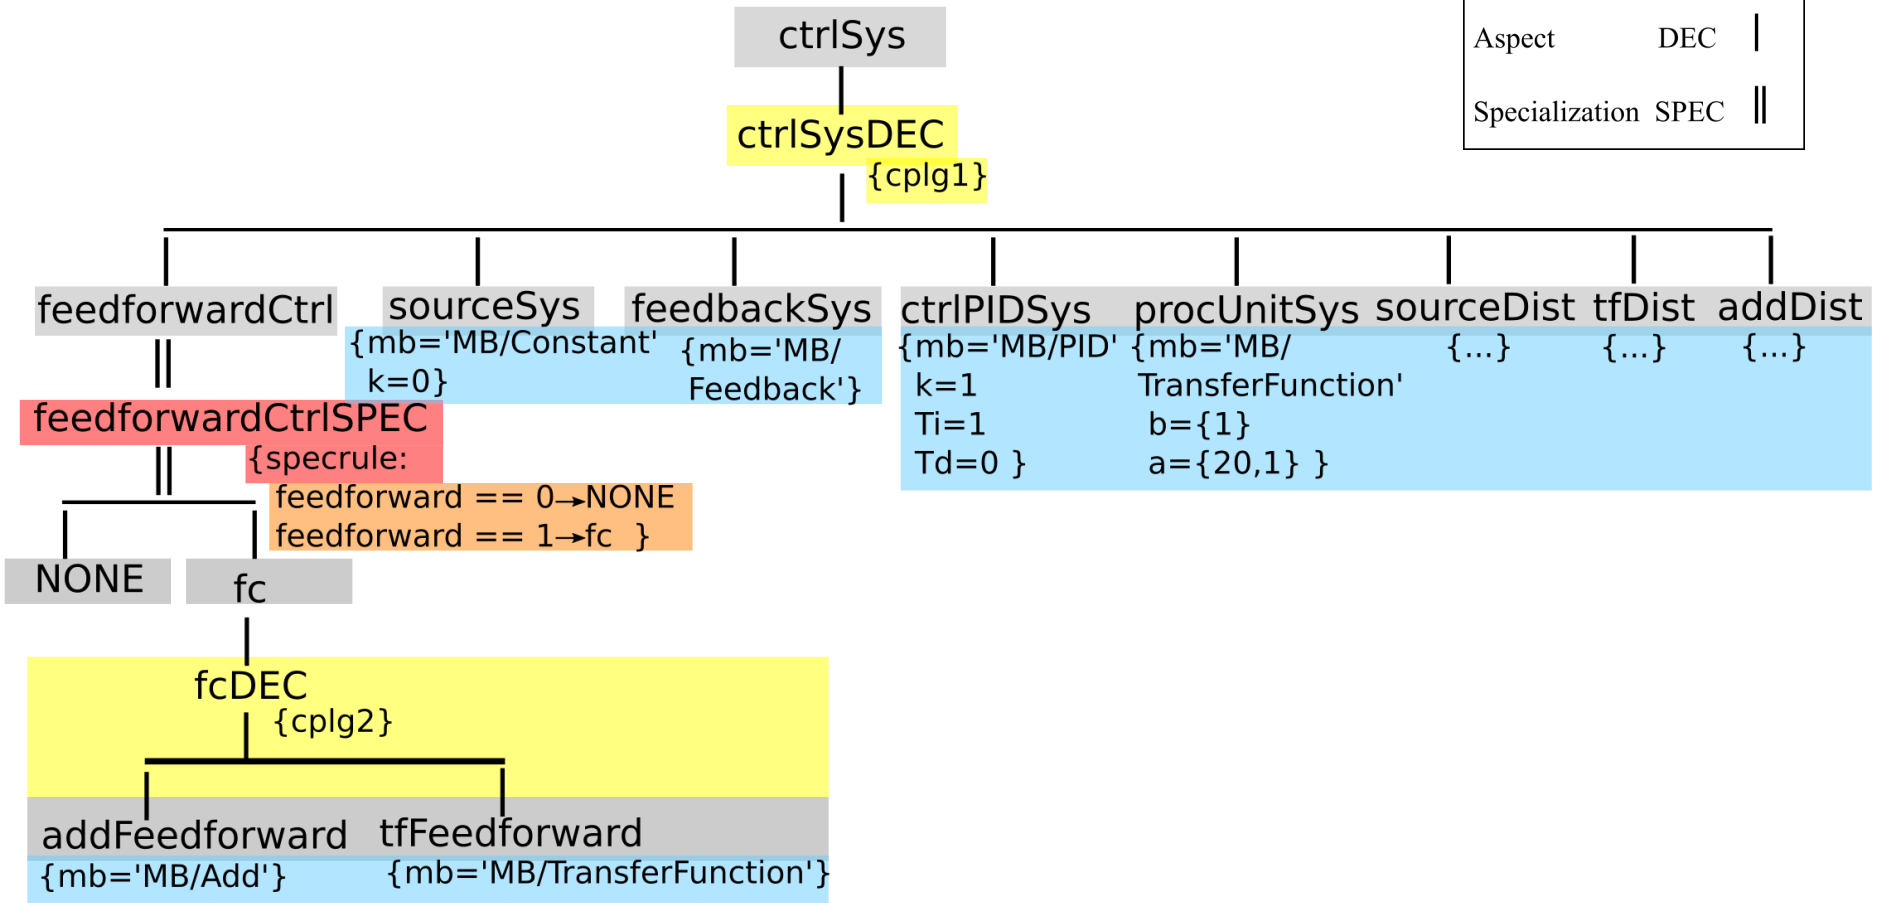 ctrlSys
Aspect DEC
Specialization SPEC
ctrlSysDEC
{cplg1}
feedforwardCtrl sourceSys feedbackSys ctrlPIDSys procUnitSys sourceDist tfDist addDist
{mb='MB/Constant'
k=0}
{mb='MB/
Feedback'}
{mb='MB/PID'
k=1
Ti=1
Td=0 }
{mb='MB/
TransferFunction'
b={1}
a={20,1} }
{...} {...} {...}
feedforwardCtrlSPEC
{specrule:
feedforward == 0→NONE
feedforward == 1→fc }
NONE fc
fcDEC
{cplg2}
addFeedforward tfFeedforward
{mb='MB/Add'} {mb='MB/TransferFunction'}